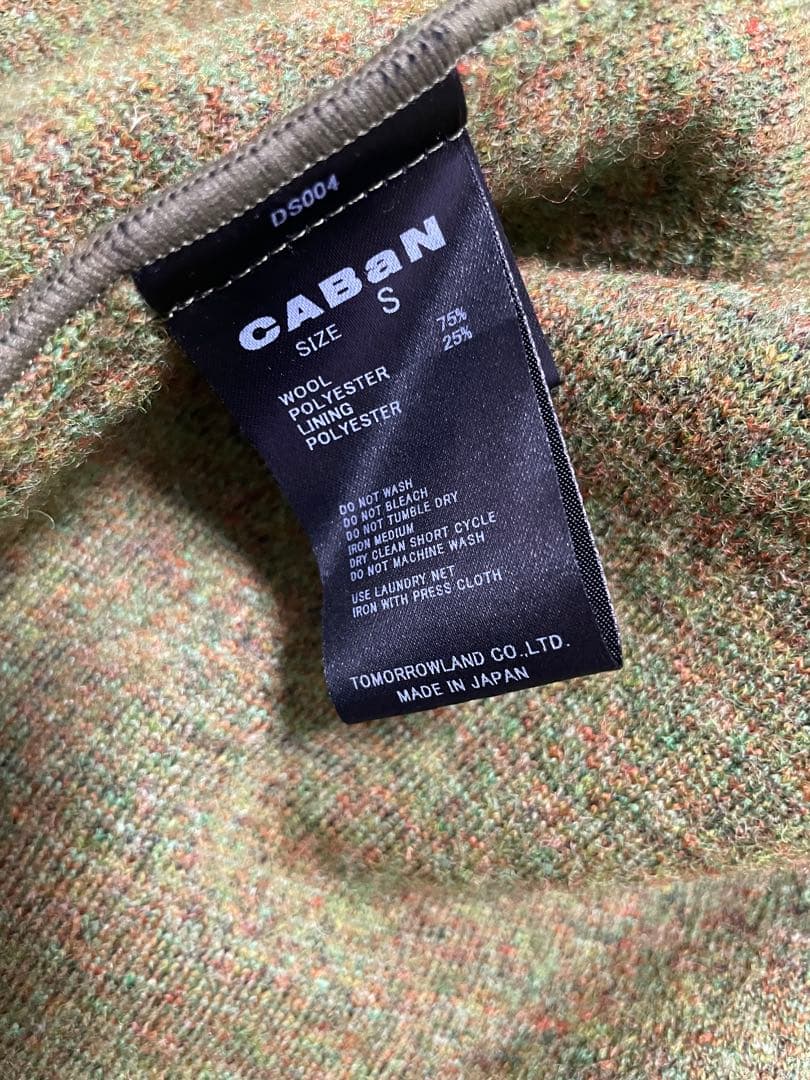 DS004
CABaN
SIZE S
WOOL 75%
POLYESTER 25%
LINING
POLYESTER
DO NOT WASH
DO NOT BLEACH
DO NOT TUMBLE DRY
IRON MEDIUM
DRY CLEAN SHORT CYCLE
DO NOT MACHINE WASH
USE LAUNDRY NET
IRON WITH PRESS CLOTH
TOMORROWLAND CO.,LTD.
MADE IN JAPAN